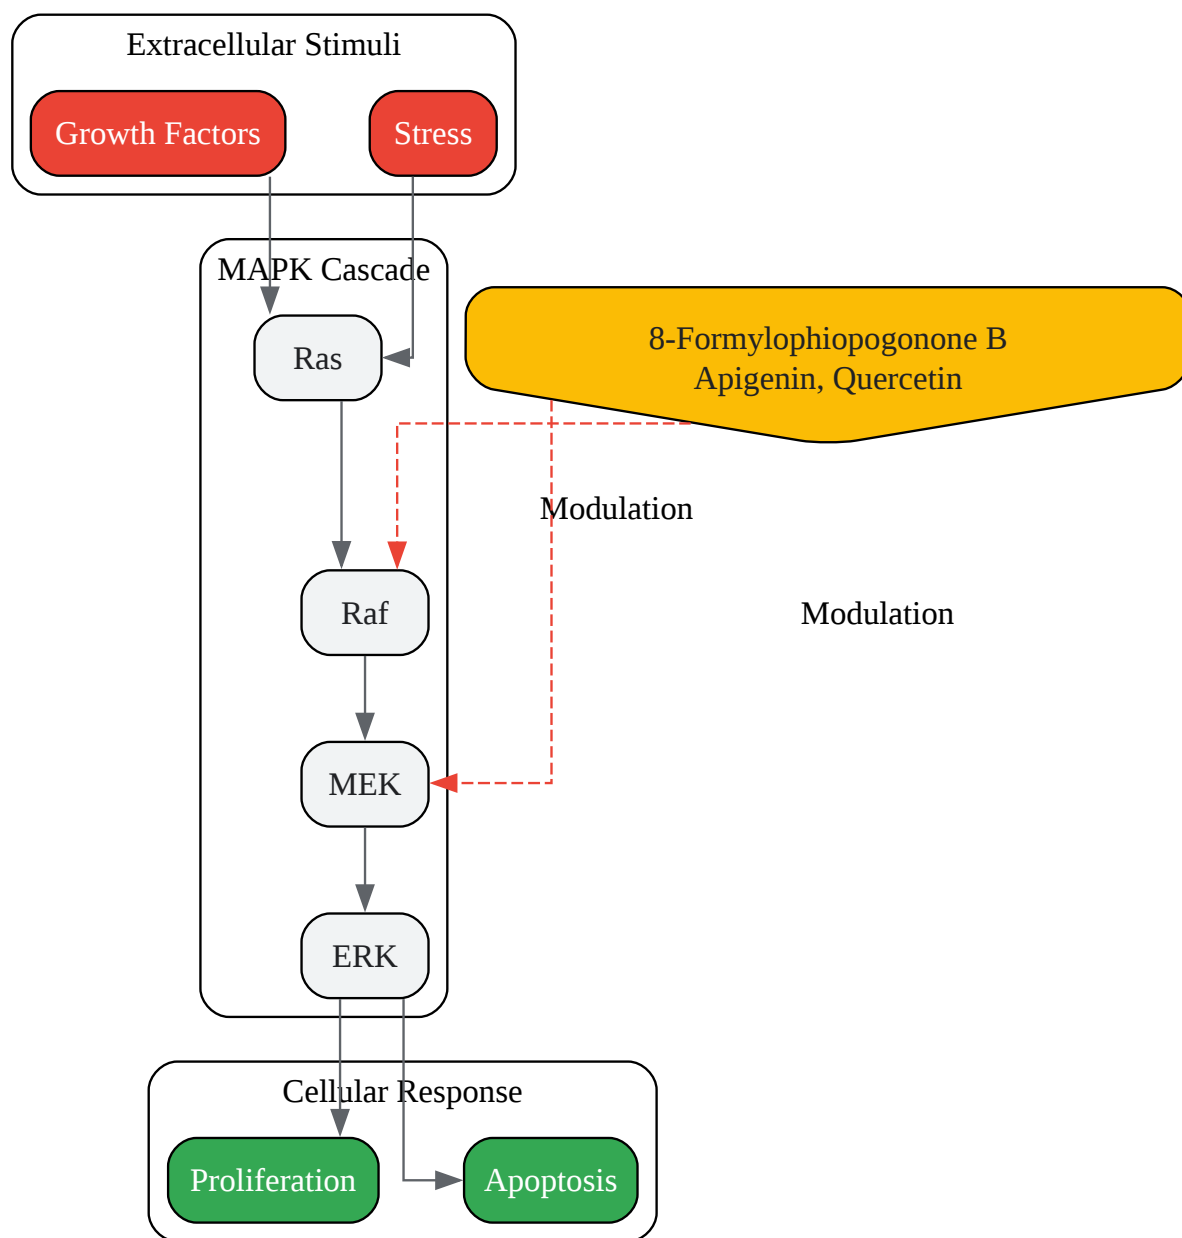 Extracellular Stimuli
Growth Factors
Stress
MAPK Cascade
Ras
8-Formylophiopogonone B
Apigenin, Quercetin
Modulation
Raf
Modulation
MEK
ERK
Cellular Response
Proliferation
Apoptosis